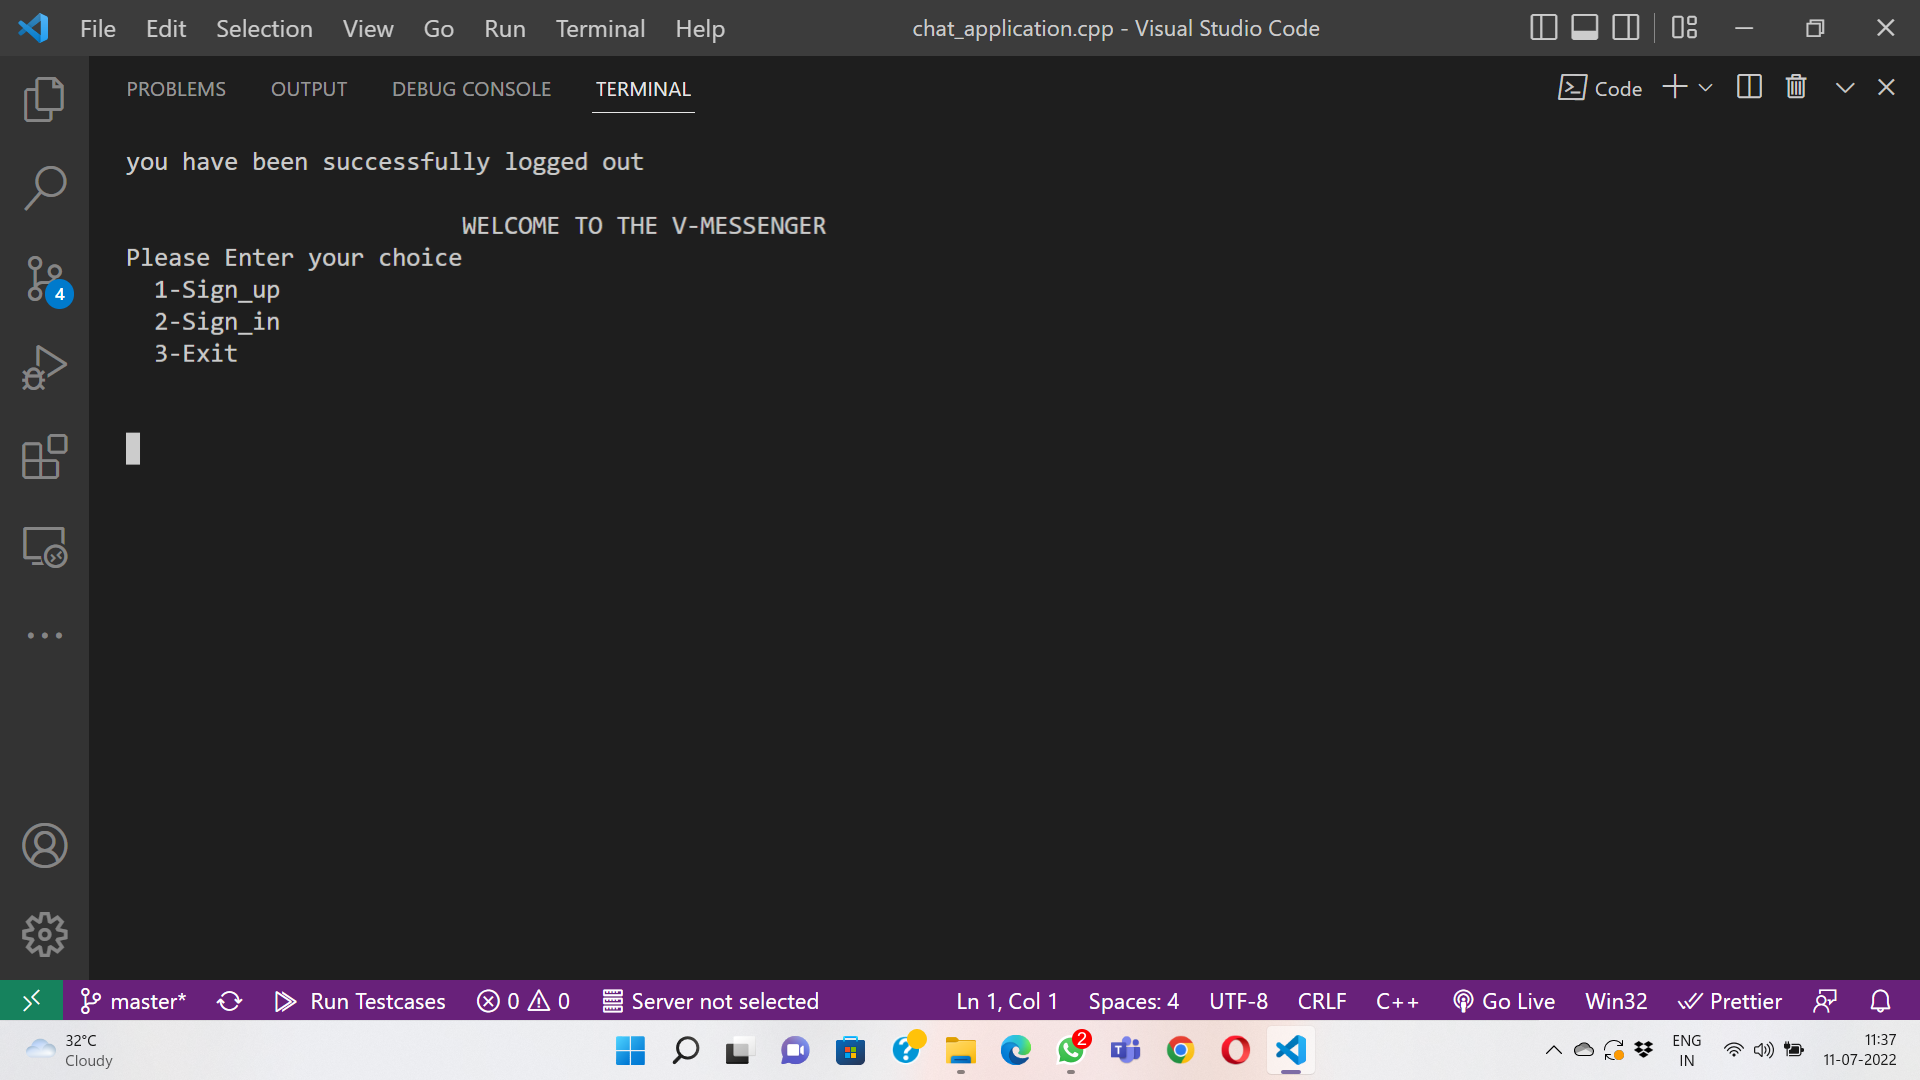 File Edit Selection View Go Run Terminal Help chat_application.cpp - Visual Studio Code
PROBLEMS OUTPUT DEBUG CONSOLE TERMINAL Code
you have been successfully logged out
WELCOME TO THE V-MESSENGER
Please Enter your choice
1-Sign_up
2-Sign_in
3-Exit
4
master* Run Testcases 0 0 Server not selected Ln 1, Col 1 Spaces: 4 UTF-8 CRLF C++ Go Live Win32 Prettier
32°C
Cloudy
2
ENG
IN
11:37
11-07-2022